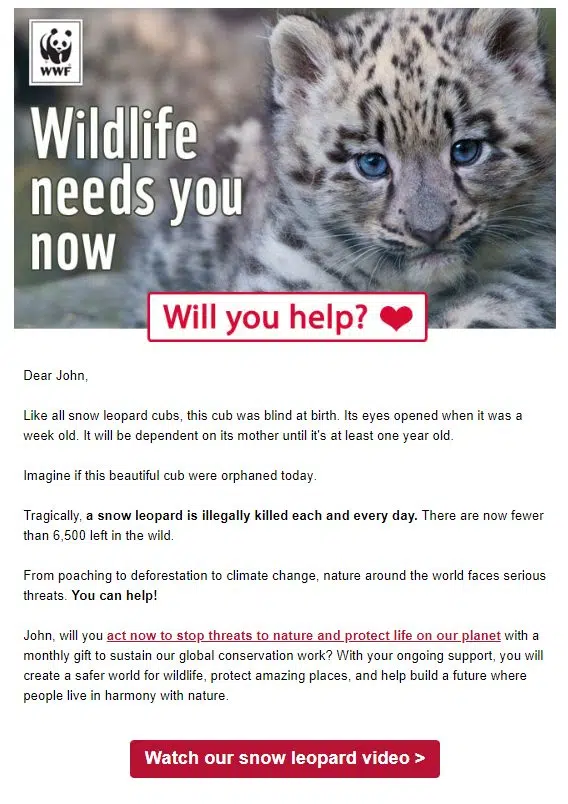 WWF
Wildlife
needs you
now
Will you help? ❤
Dear John,
Like all snow leopard cubs, this cub was blind at birth. Its eyes opened when it was a
week old. It will be dependent on its mother until it's at least one year old.
Imagine if this beautiful cub were orphaned today.
Tragically, a snow leopard is illegally killed each and every day. There are now fewer
than 6,500 left in the wild.
From poaching to deforestation to climate change, nature around the world faces serious
threats. You can help!
John, will you act now to stop threats to nature and protect life on our planet with a
monthly gift to sustain our global conservation work? With your ongoing support, you will
create a safer world for wildlife, protect amazing places, and help build a future where
people live in harmony with nature.
Watch our snow leopard video >